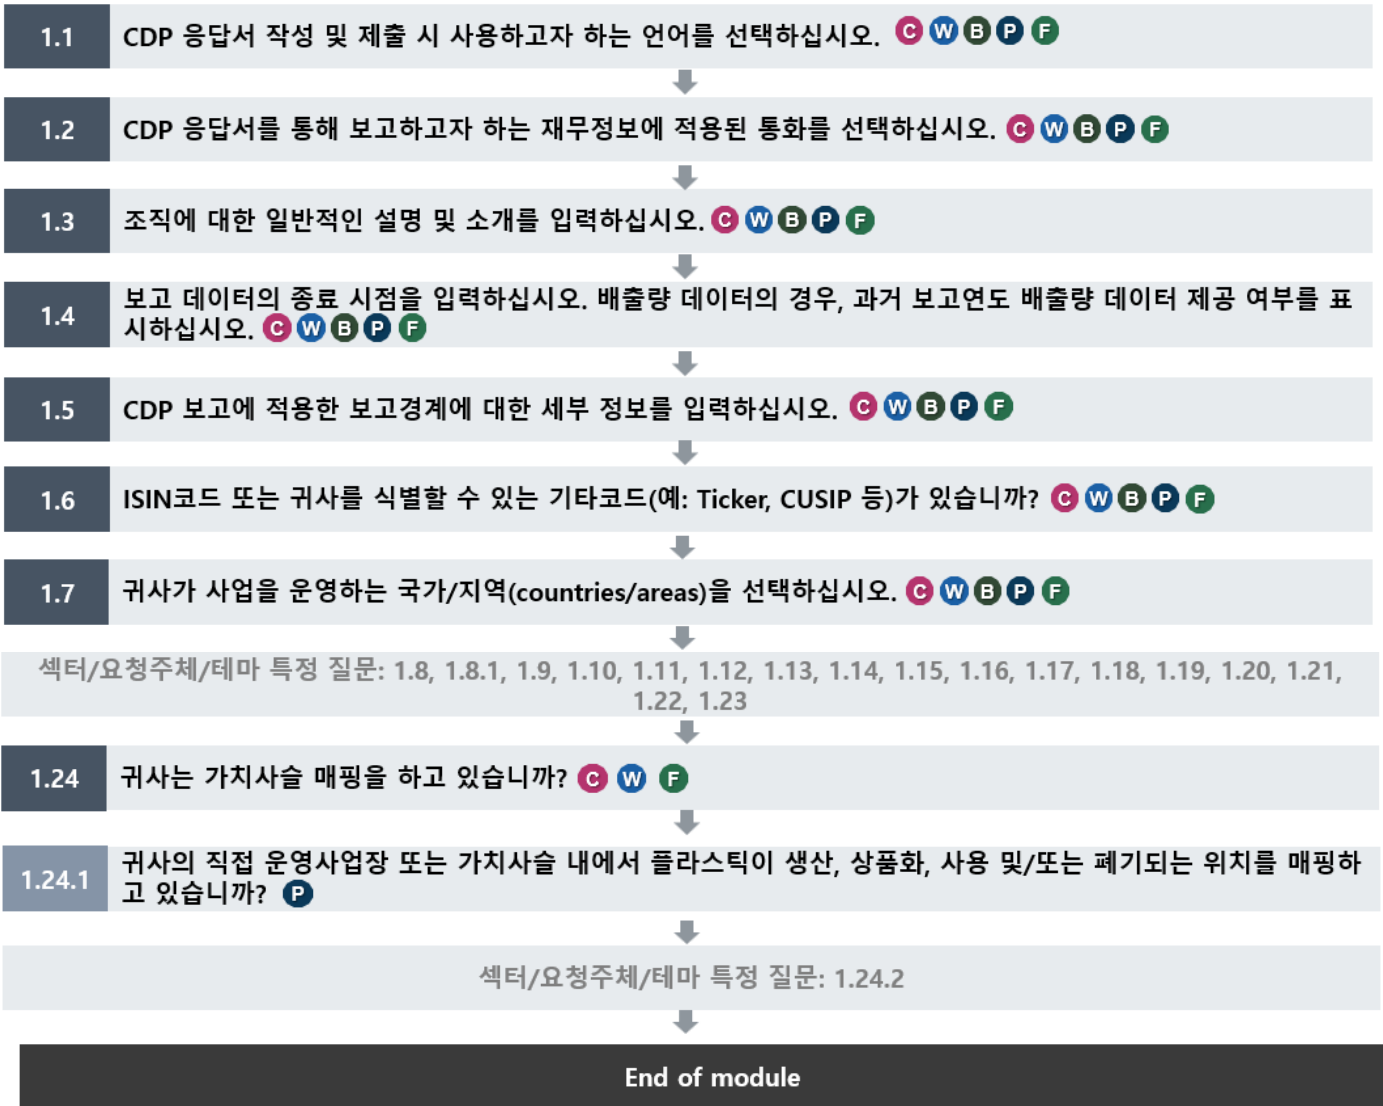 1.1 CDP 응답서 작성 및 제출 시 사용하고자 하는 언어를 선택하십시오. C W B P F
1.2 CDP 응답서를 통해 보고하고자 하는 재무정보에 적용된 통화를 선택하십시오. C W B P F
1.3 조직에 대한 일반적인 설명 및 소개를 입력하십시오. C W B P F
1.4 보고 데이터의 종료 시점을 입력하십시오. 배출량 데이터의 경우, 과거 보고연도 배출량 데이터 제공 여부를 표
시하십시오. C W B P F
1.5 CDP 보고에 적용한 보고경계에 대한 세부 정보를 입력하십시오. C W B P F
1.6 ISIN코드 또는 귀사를 식별할 수 있는 기타코드(예: Ticker, CUSIP 등)가 있습니까? C W B P F
1.7 귀사가 사업을 운영하는 국가/지역(countries/areas)을 선택하십시오. C W B P F
섹터/요청주체/테마 특정 질문: 1.8, 1.8.1, 1.9, 1.10, 1.11, 1.12, 1.13, 1.14, 1.15, 1.16, 1.17, 1.18, 1.19, 1.20, 1.21,
1.22, 1.23
1.24 귀사는 가치사슬 매핑을 하고 있습니까? C W F
1.24.1 귀사의 직접 운영사업장 또는 가치사슬 내에서 플라스틱이 생산, 상품화, 사용 및/또는 폐기되는 위치를 매핑하
고 있습니까? P
섹터/요청주체/테마 특정 질문: 1.24.2
End of module